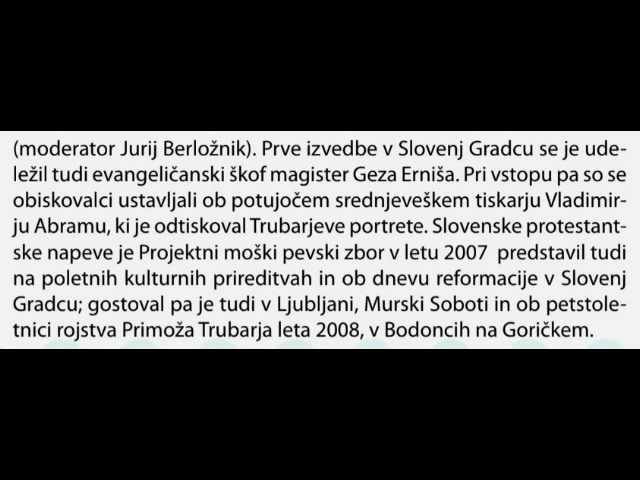 (moderator Jurij Berložnik). Prve izvedbe v Slovenj Gradcu se je ude-
ležil tudi evangeličanski škof magister Geza Erniša. Pri vstopu pa so se
obiskovalci ustavljali ob potujočem srednjeveškem tiskarju Vladimir-
ju Abramu, ki je odtiskoval Trubarjeve portrete. Slovenske protestant-
ske napeve je Projektni moški pevski zbor v letu 2007 predstavil tudi
na poletnih kulturnih prireditvah in ob dnevu reformacije v Slovenj
Gradcu; gostoval pa je tudi v Ljubljani, Murski Soboti in ob petstole-
tnici rojstva Primoža Trubarja leta 2008, v Bodoncih na Goričkem.